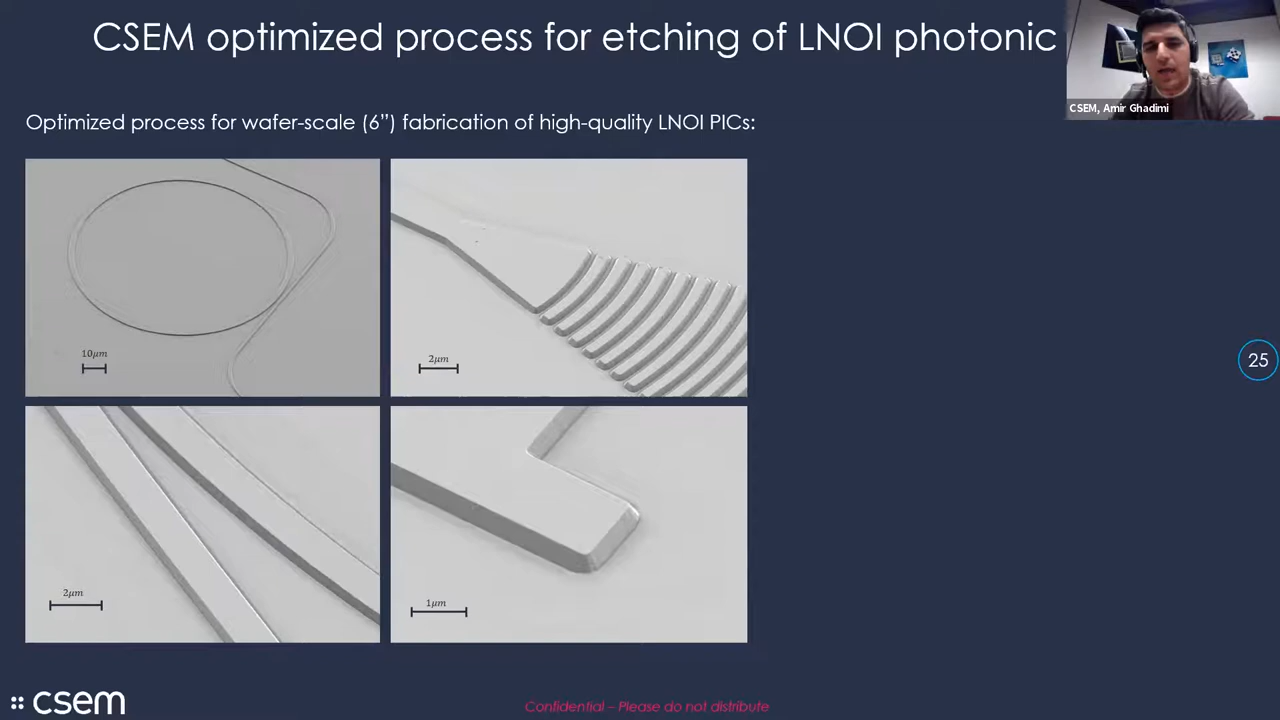 CSEM optimized process for etching of LNOI photonic
CSEM, Amir Ghadimi
Optimized process for wafer-scale (6”) fabrication of high-quality LNOI PICs:
10μm
2μm
25
2μm
1μm
csem
Confidential – Please do not distribute